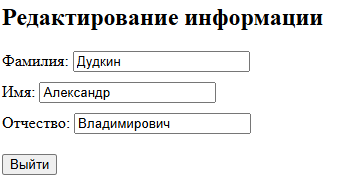 Редактирование информации
Фамилия: Дудкин
Имя: Александр
Отчество: Владимирович
Выйти